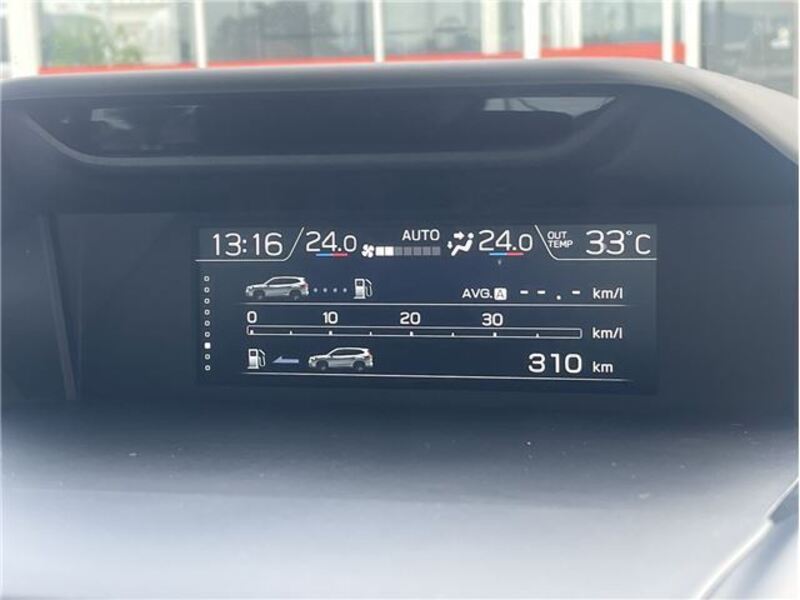 13:16 24.0 AUTO 24.0 OUT TEMP 33°C
AVG. A --.- km/l
0 10 20 30 km/l
310 km